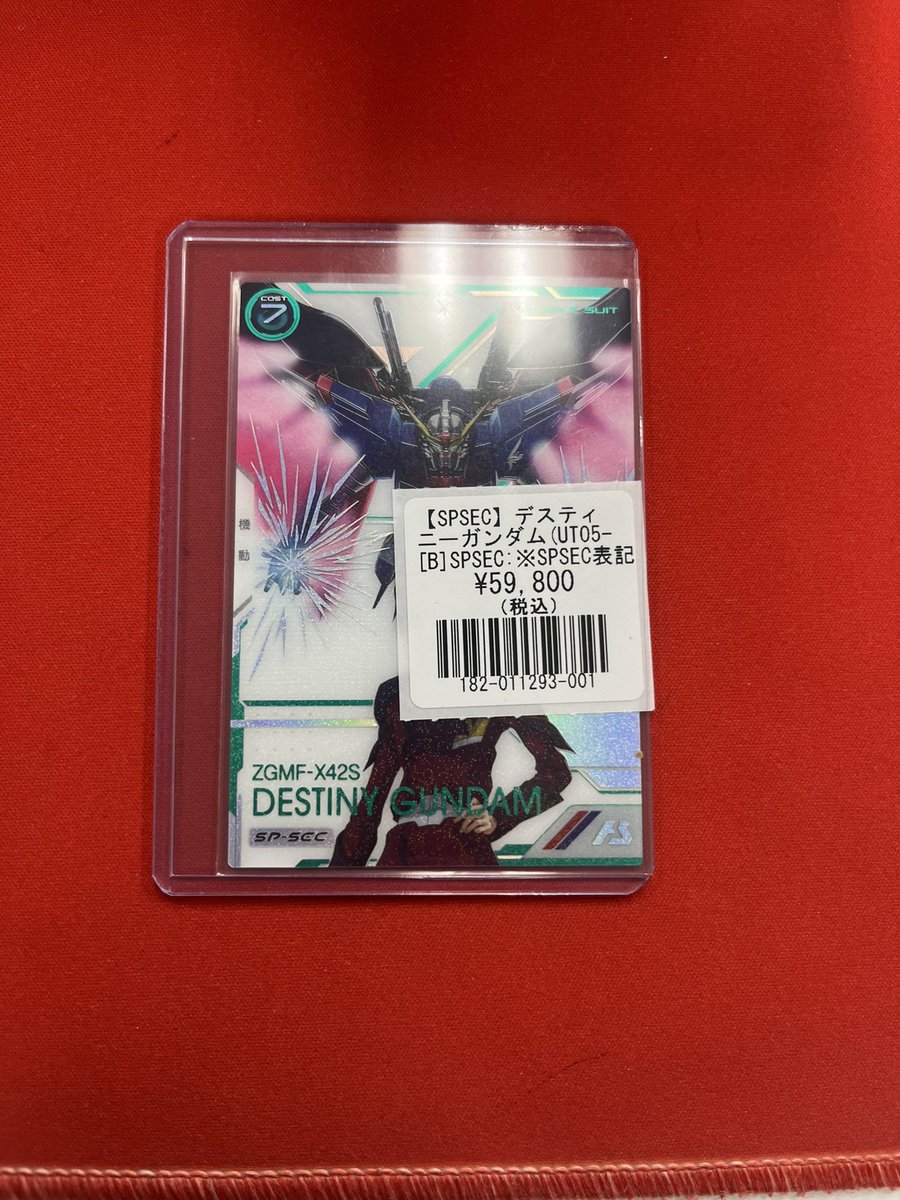 COST
7
SUIT
機動
【SPSEC】デスティ
ニーガンダム(UT05-
[B]SPSEC:※SPSEC表記
¥59,800
(税込)
182-011293-001
ZGMF-X42S
DESTINY GUNDAM
SP-SEC
AS